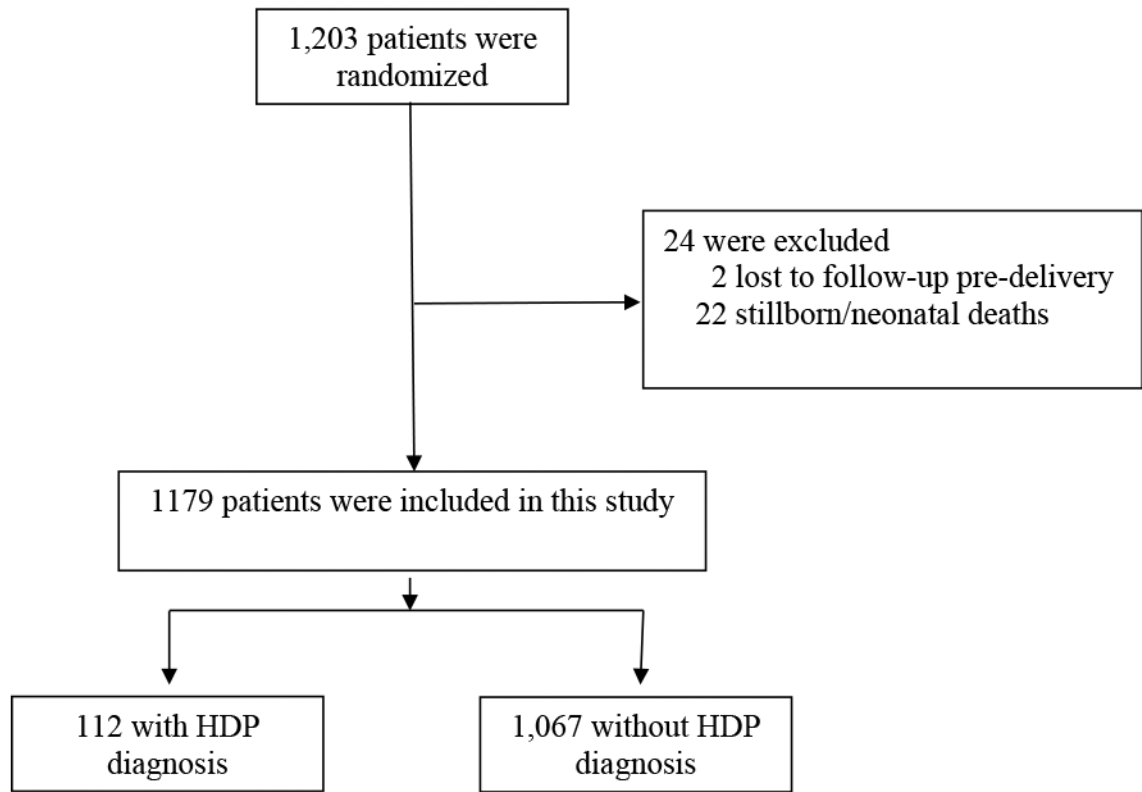 1,203 patients were
randomized
24 were excluded
2 lost to follow-up pre-delivery
22 stillborn/neonatal deaths
1179 patients were included in this study
112 with HDP
diagnosis
1,067 without HDP
diagnosis